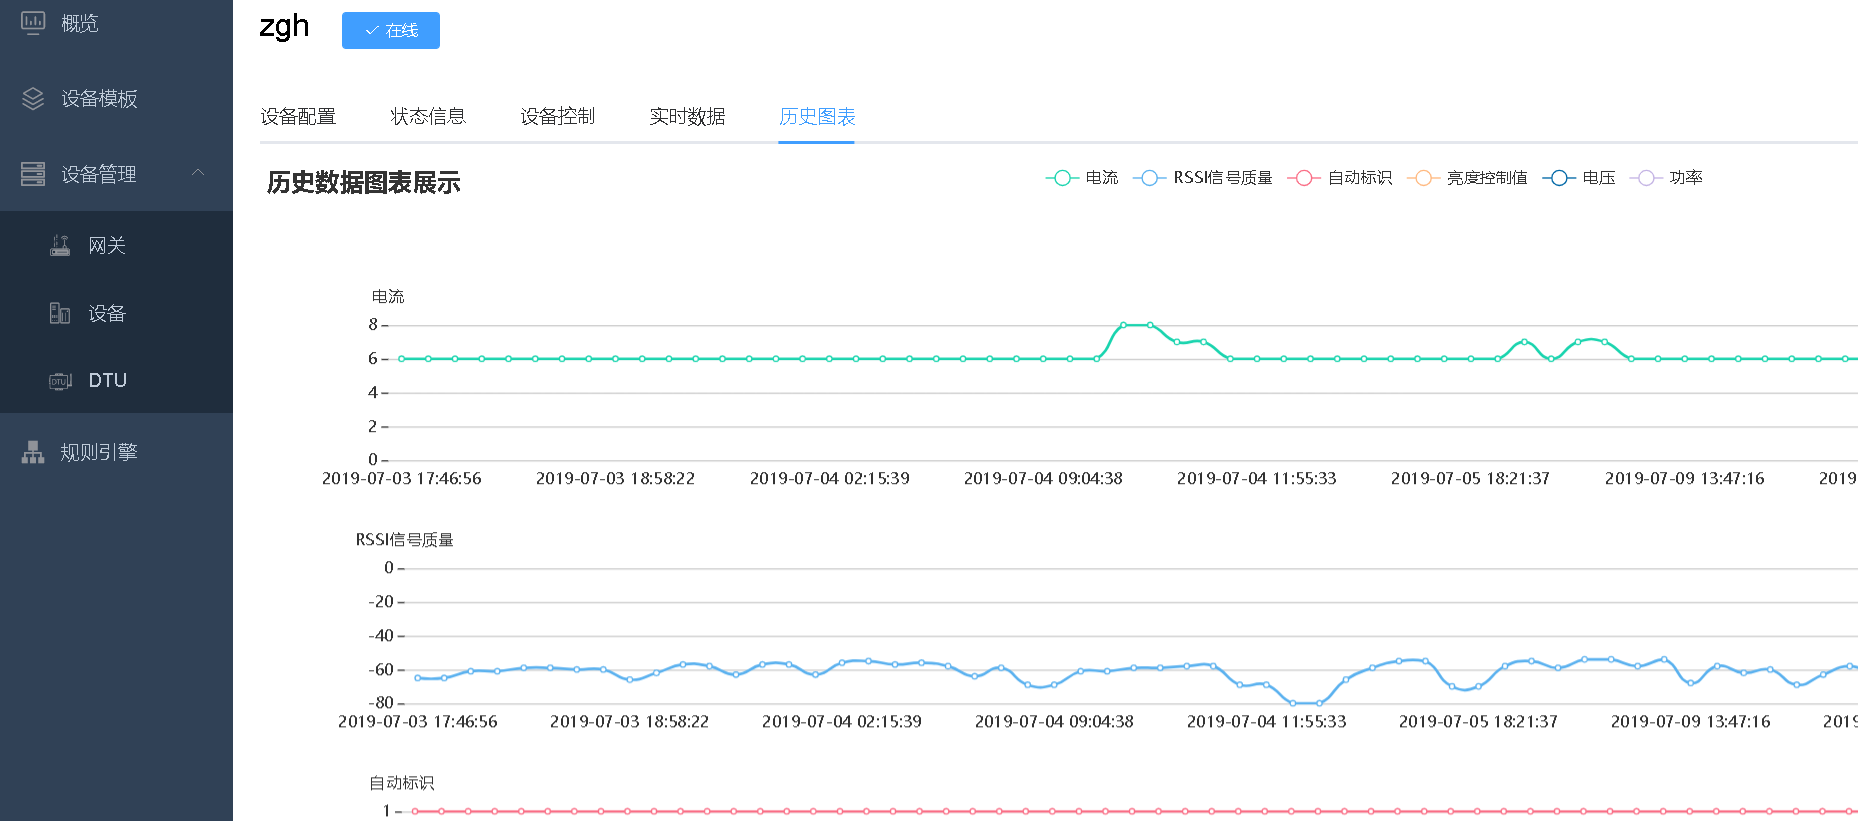 概览
设备模板
设备管理
网关
设备
DTU
DTU
规则引擎
zgh
在线
设备配置 状态信息 设备控制 实时数据 历史图表
历史数据图表展示
电流 RSSI信号质量 自动标识 亮度控制值 电压 功率
电流
8
6
4
2
0
2019-07-03 17:46:56 2019-07-03 18:58:22 2019-07-04 02:15:39 2019-07-04 09:04:38 2019-07-04 11:55:33 2019-07-05 18:21:37 2019-07-09 13:47:16 2019
RSSI信号质量
0
-20
-40
-60
-80
2019-07-03 17:46:56 2019-07-03 18:58:22 2019-07-04 02:15:39 2019-07-04 09:04:38 2019-07-04 11:55:33 2019-07-05 18:21:37 2019-07-09 13:47:16 2019
自动标识
1